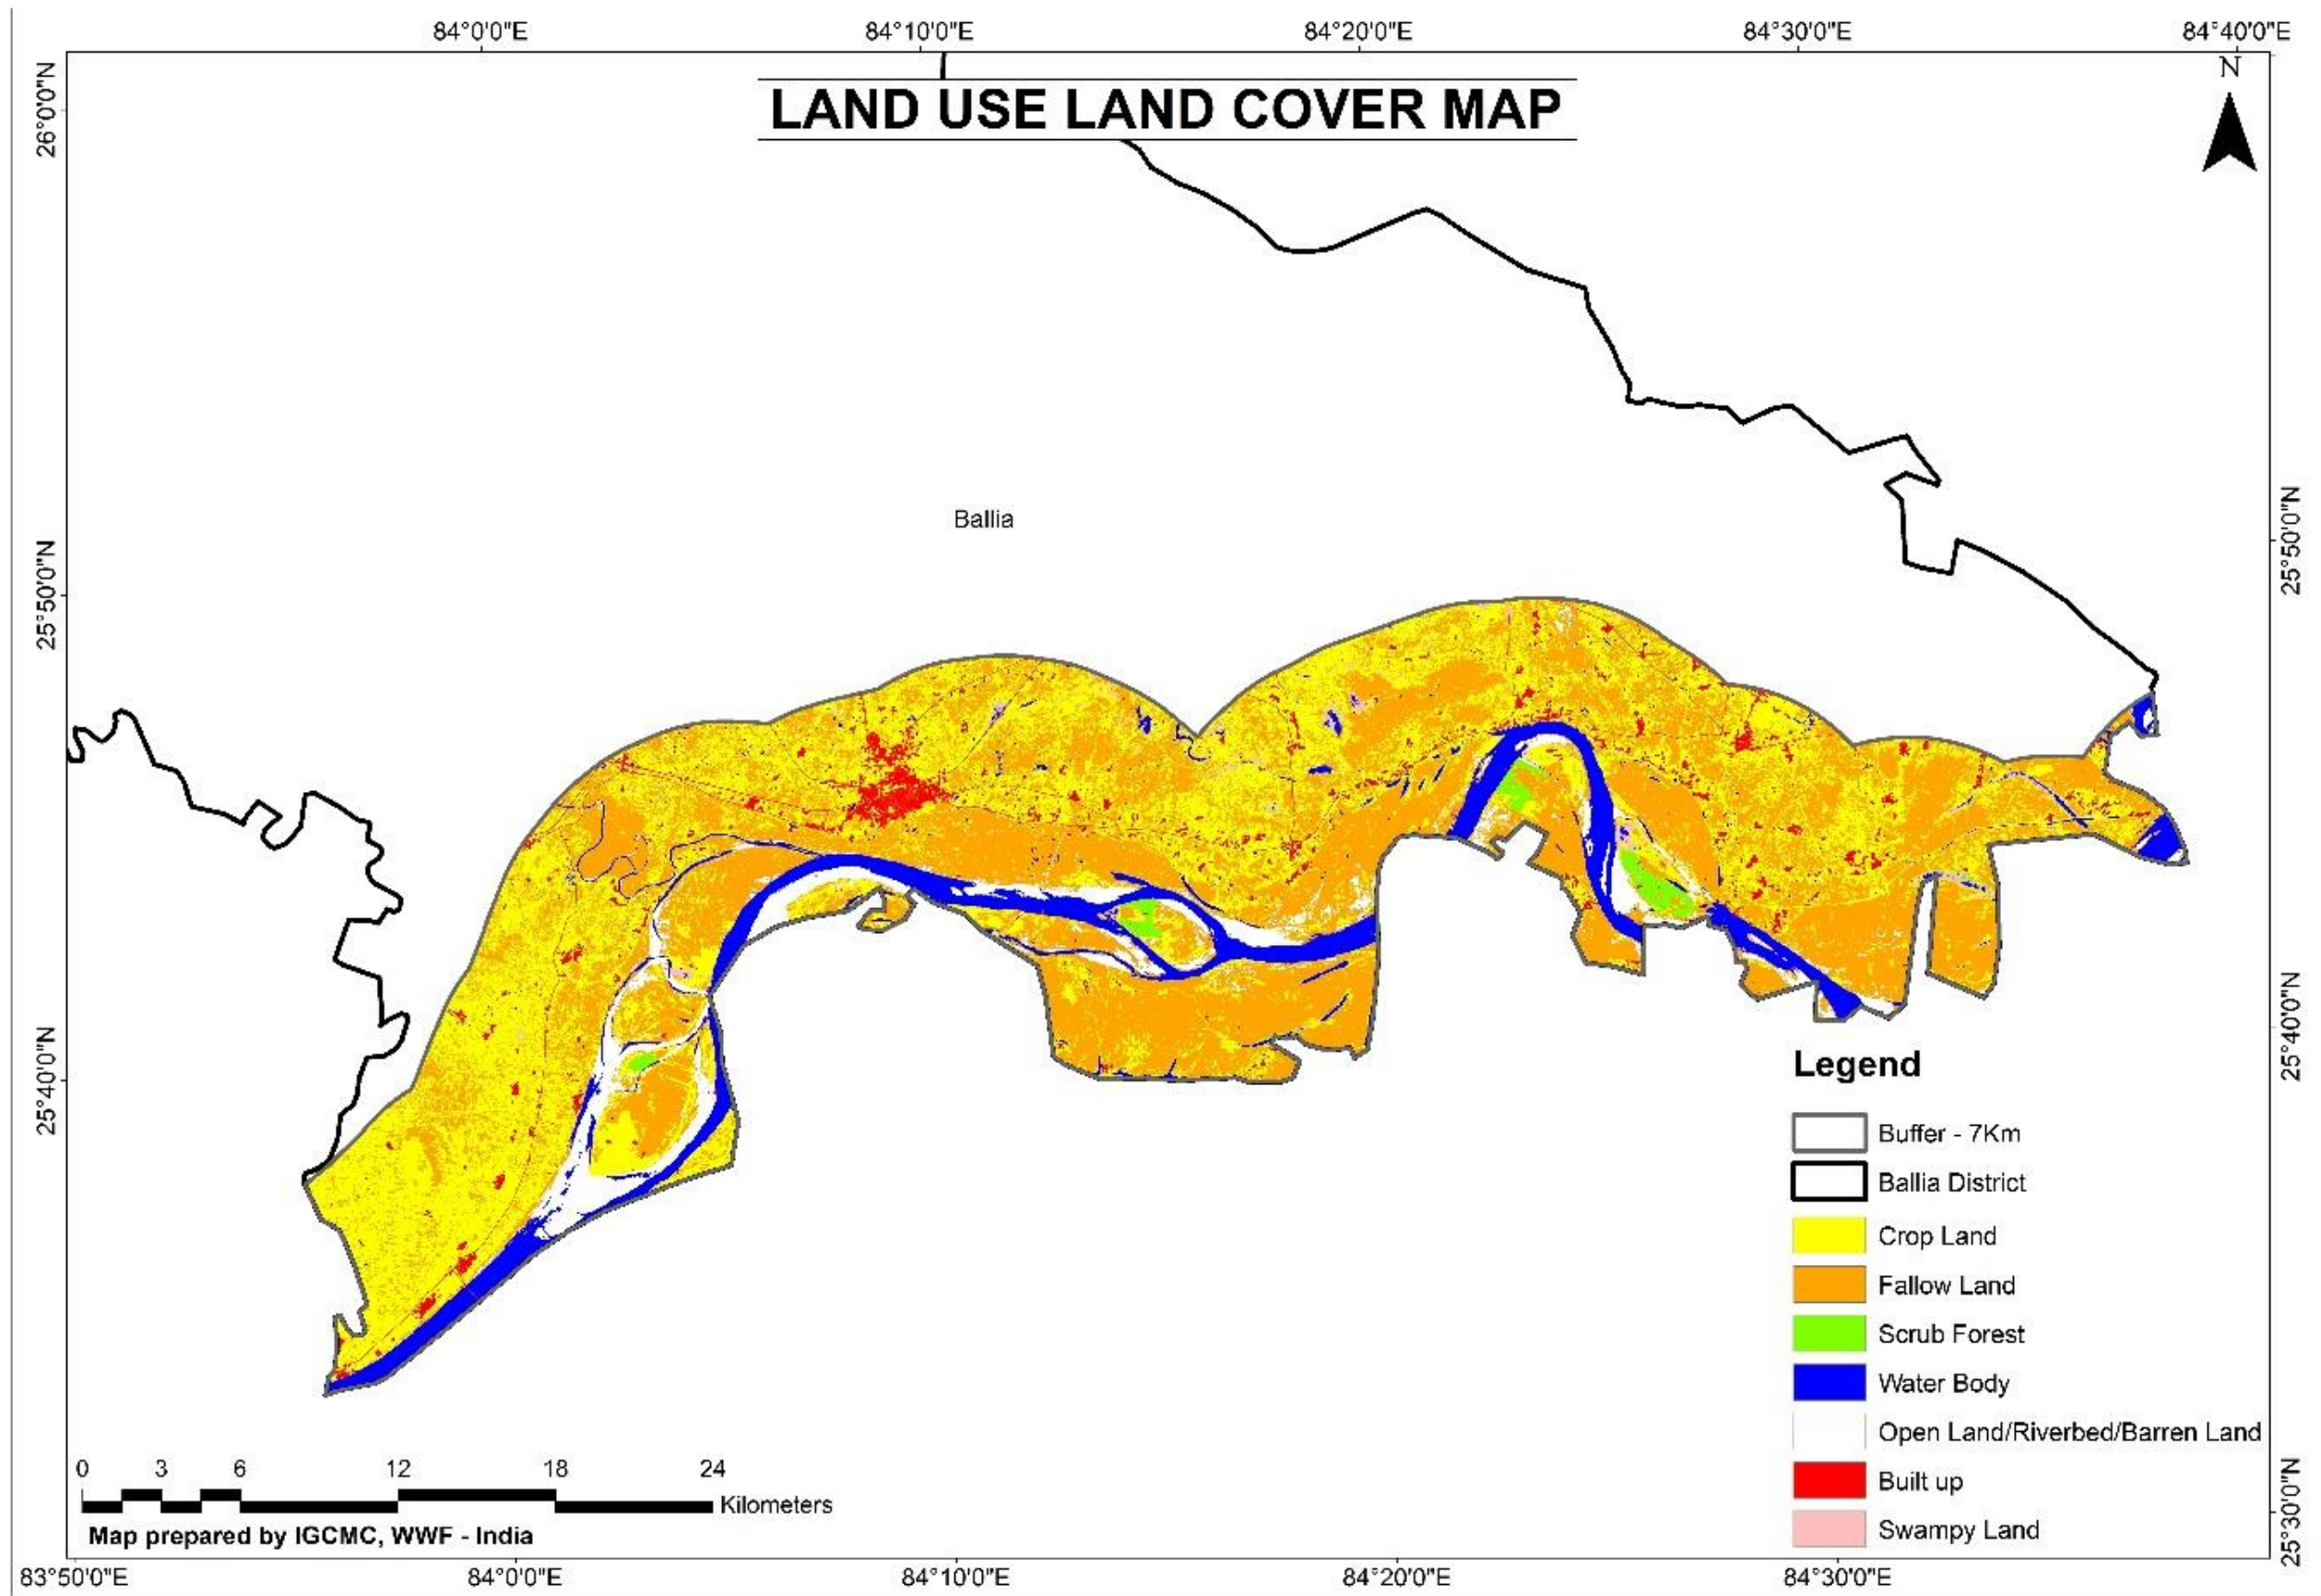 84°0'0"E 84°10'0"E 84°20'0"E 84°30'0"E 84°40'0"E
N
LAND USE LAND COVER MAP
26°0'0"N
25°50'0"N
25°40'0"N
25°50'0"N
25°40'0"N
25°30'0"N
Ballia
Legend
Buffer - 7Km
Ballia District
Crop Land
Fallow Land
Scrub Forest
Water Body
Open Land/Riverbed/Barren Land
Built up
Swampy Land
0 3 6 12 18 24
Kilometers
Map prepared by IGCMC, WWF - India
83°50'0"E 84°0'0"E 84°10'0"E 84°20'0"E 84°30'0"E